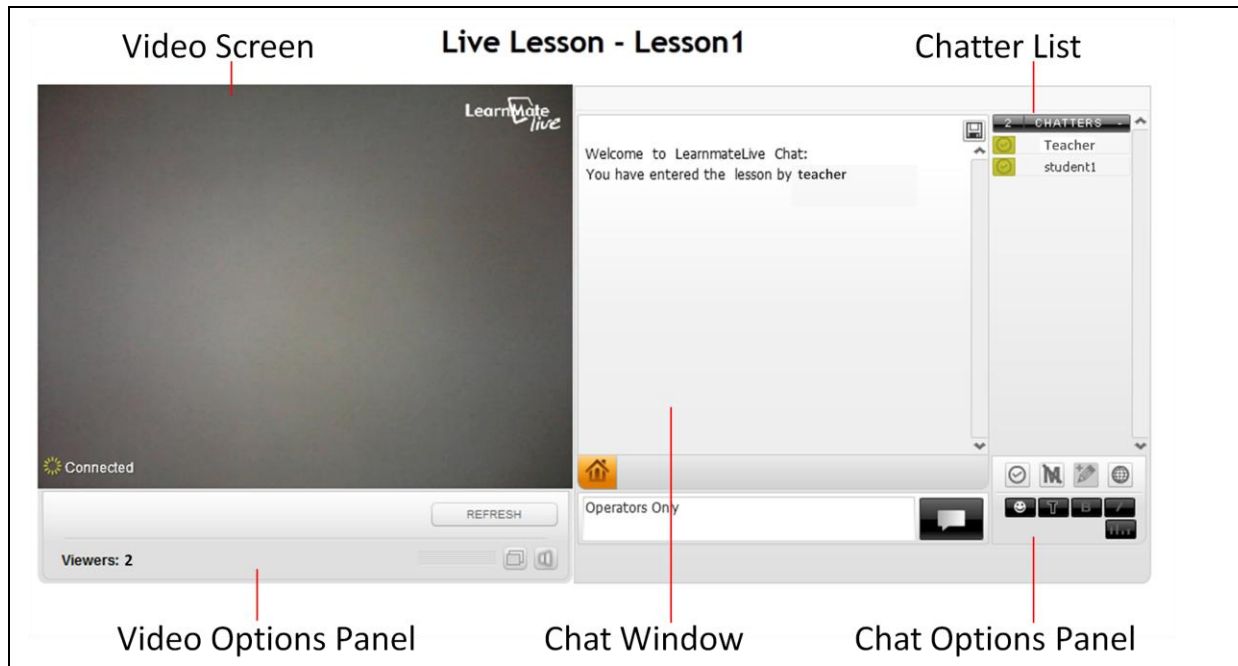 Video Screen
Live Lesson - Lesson1
Chatter List
LearnMate
live
2 CHATTERS -
Welcome to LearnmateLive Chat:
You have entered the lesson by teacher
Teacher
student1
Connected
REFRESH
Operators Only
T B /
Viewers: 2
Video Options Panel
Chat Window
Chat Options Panel